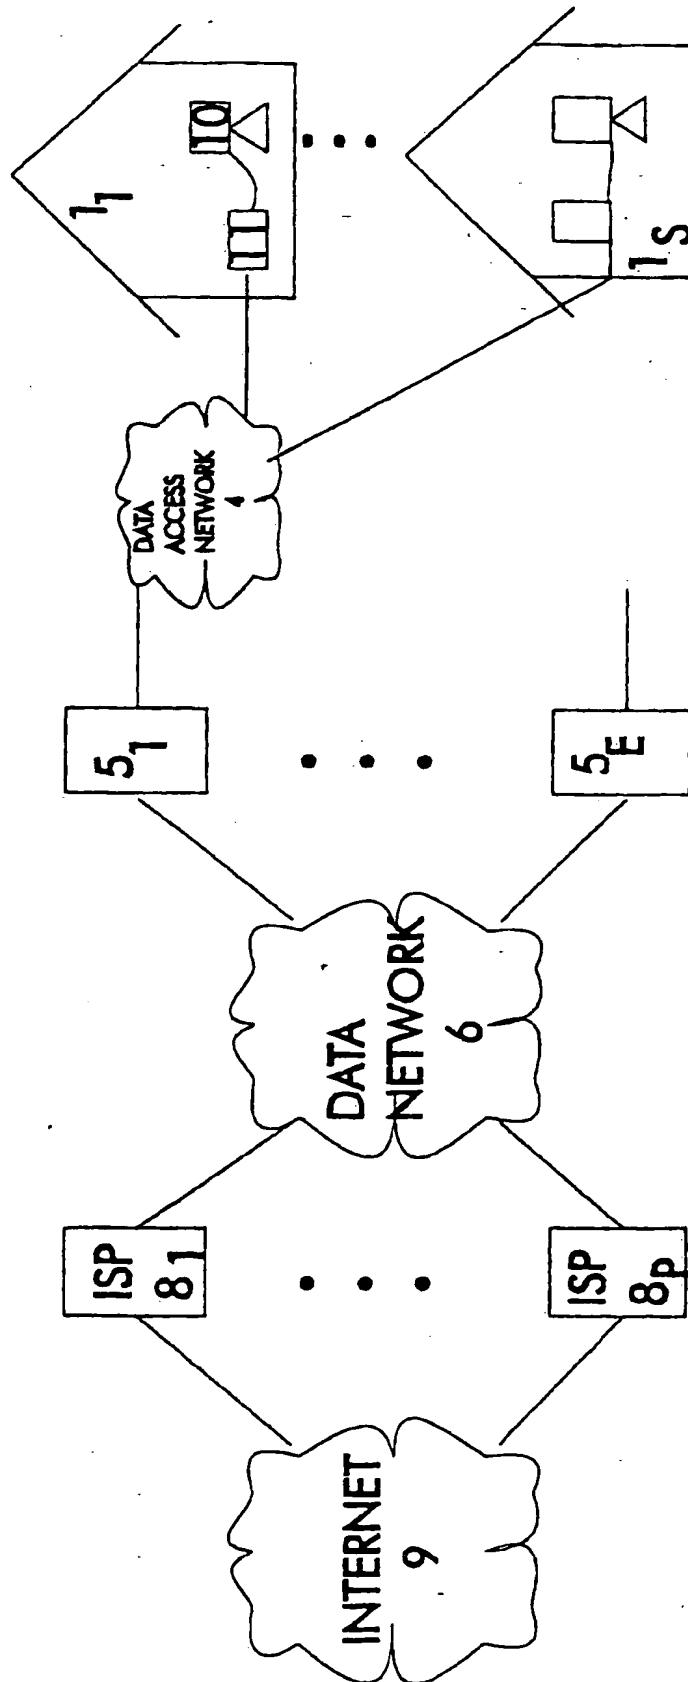 INTERNET
9
ISP
8₁
ISP
8ₚ
DATA
NETWORK
6
5₁
5E
DATA
ACCESS
NETWORK
4
1₁
11
10
1S